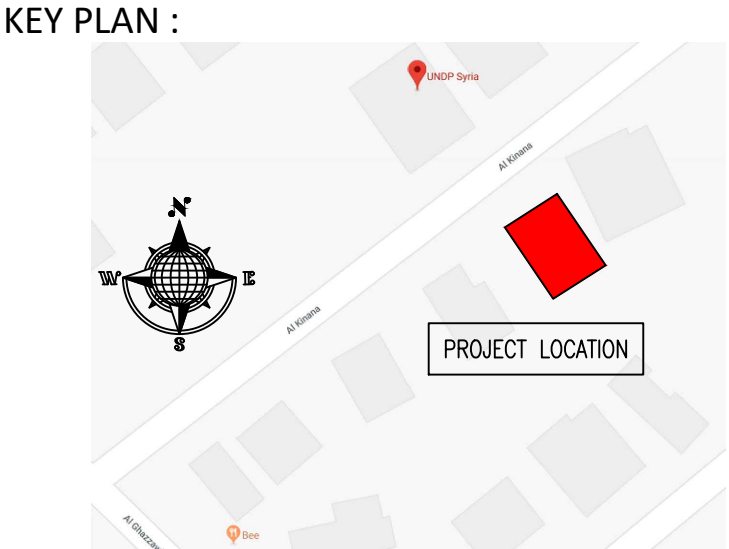 KEY PLAN :
UNDP Syria
Al Kinana
N
W
E
Al Kinana
S
PROJECT LOCATION
Bee